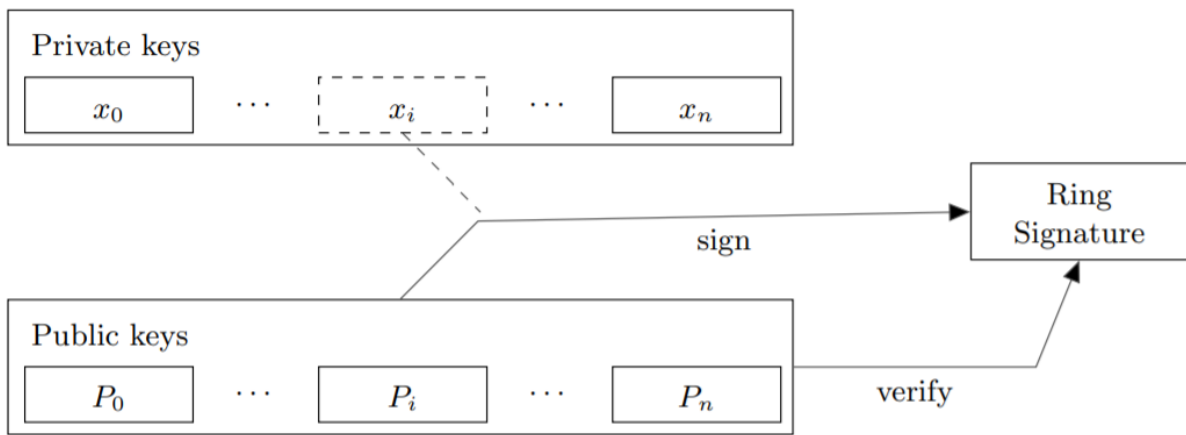 Private keys
x₀ ··· xᵢ ··· xₙ
Ring
Signature
sign
Public keys
P₀ ··· Pᵢ ··· Pₙ
verify